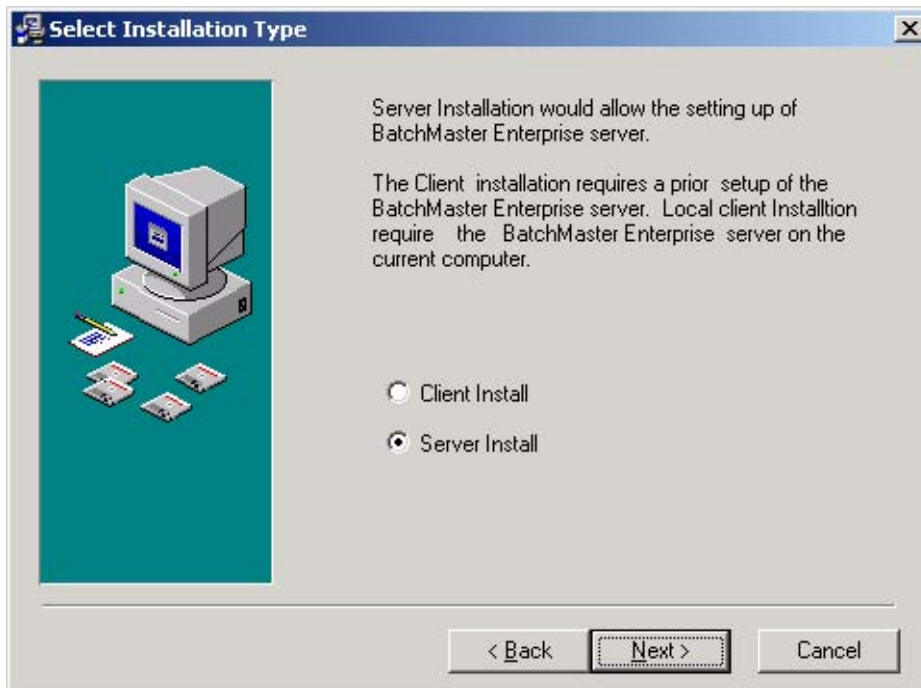 Select Installation Type
Server Installation would allow the setting up of
BatchMaster Enterprise server.
The Client installation requires a prior setup of the
BatchMaster Enterprise server. Local client Installtion
require the BatchMaster Enterprise server on the
current computer.
Client Install
Server Install
< Back
Next >
Cancel